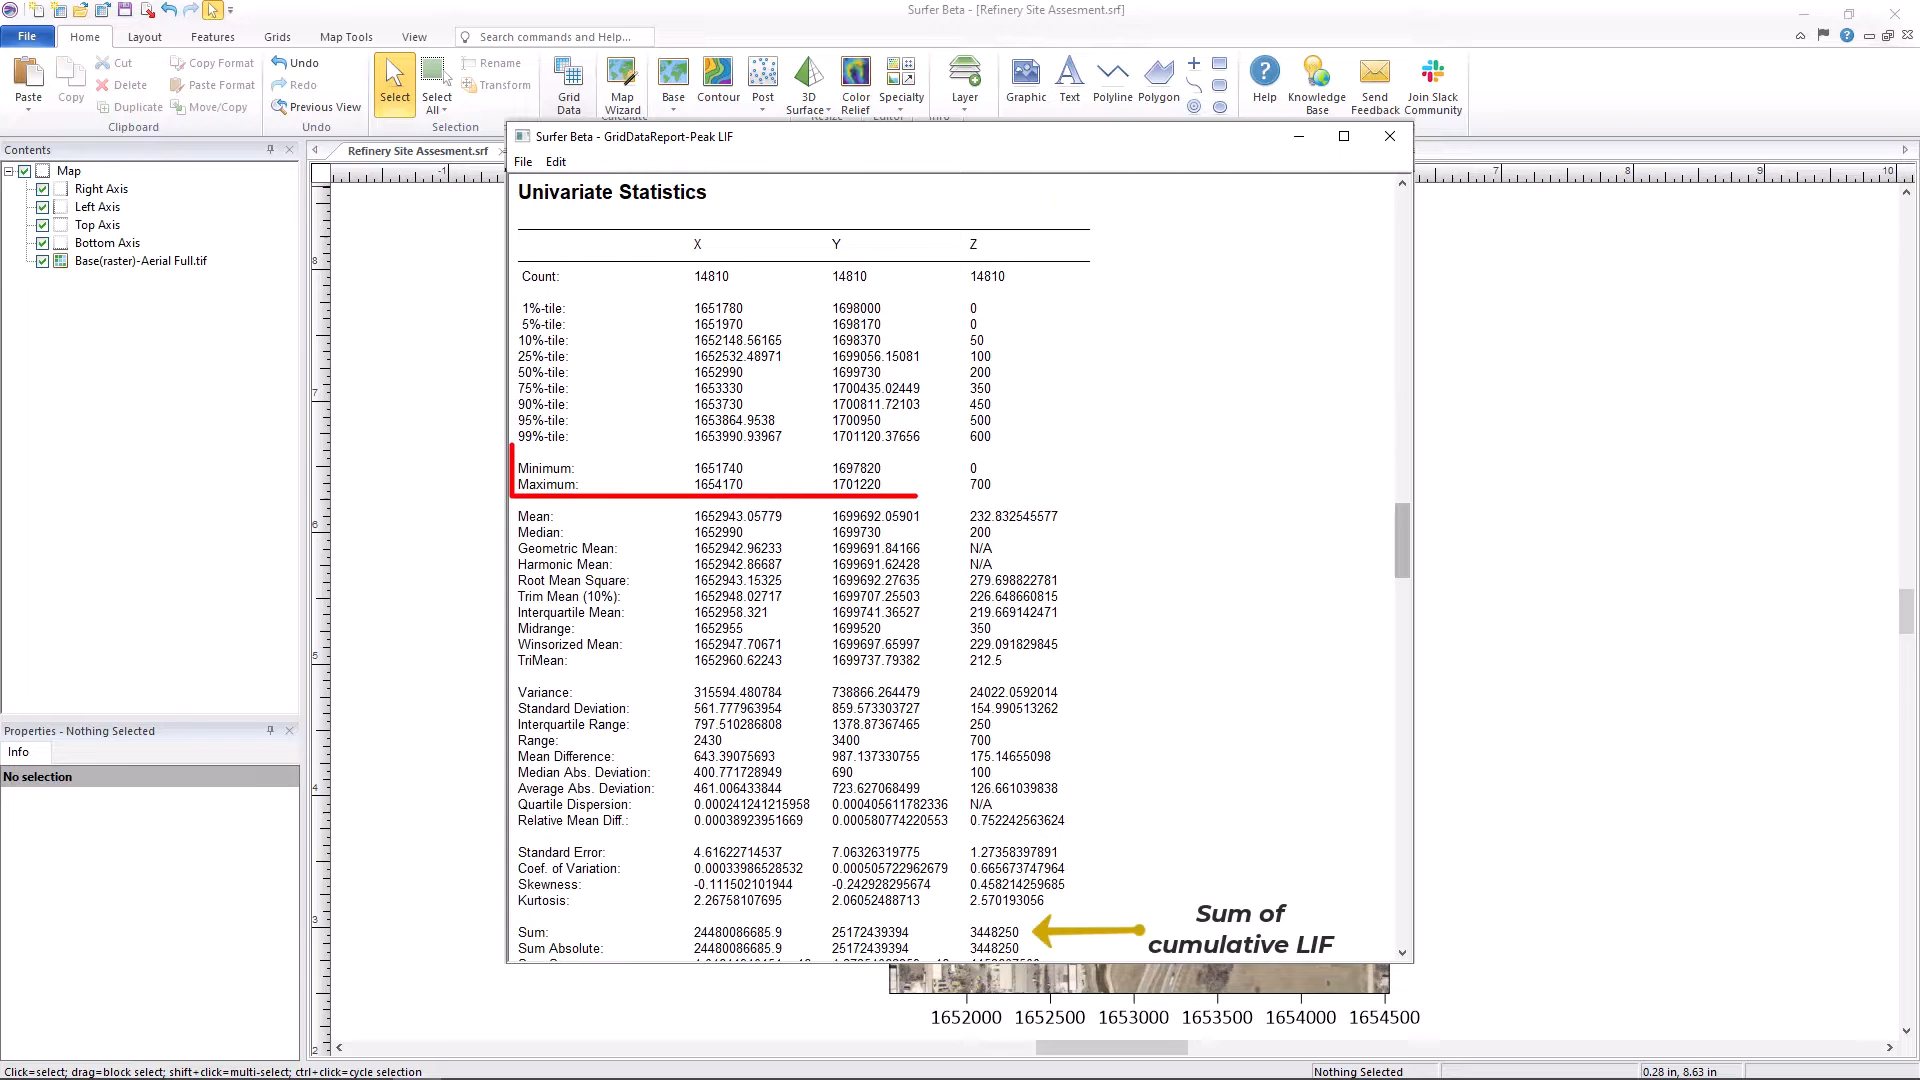 Surfer Beta - [Refinery Site Assesment.srf]
File Home Layout Features Grids Map Tools View Search commands and Help...
Paste Copy Cut Delete Duplicate Copy Format Paste Format Move/Copy
Clipboard
Undo Redo Previous View
Undo
Select Select All Rename Transform
Selection
Grid Data Map Wizard Base Contour Post 3D Surface Color Relief Specialty Layer Graphic Text Polyline Polygon Help Knowledge Base Send Feedback Join Slack Community
Contents
Map
Right Axis
Left Axis
Top Axis
Bottom Axis
Base(raster)-Aerial Full.tif
Properties - Nothing Selected
Info
No selection
Refinery Site Assesment.srf
-1 7 8 9 10
8
7
6
5
4
3
2
Surfer Beta - GridDataReport-Peak LIF
File Edit
Univariate Statistics
X Y Z
Count: 14810 14810 14810
1%-tile: 1651780 1698000 0
5%-tile: 1651970 1698170 0
10%-tile: 1652148.56165 1698370 50
25%-tile: 1652532.48971 1699056.15081 100
50%-tile: 1652990 1699730 200
75%-tile: 1653330 1700435.02449 350
90%-tile: 1653730 1700811.72103 450
95%-tile: 1653864.9538 1700950 500
99%-tile: 1653990.93967 1701120.37656 600
Minimum: 1651740 1697820 0
Maximum: 1654170 1701220 700
Mean: 1652943.05779 1699692.05901 232.832545577
Median: 1652990 1699730 200
Geometric Mean: 1652942.96233 1699691.84166 N/A
Harmonic Mean: 1652942.86687 1699691.62428 N/A
Root Mean Square: 1652943.15325 1699692.27635 279.698822781
Trim Mean (10%): 1652948.02717 1699707.25503 226.648660815
Interquartile Mean: 1652958.321 1699741.36527 219.669142471
Midrange: 1652955 1699520 350
Winsorized Mean: 1652947.70671 1699697.65997 229.091829845
TriMean: 1652960.62243 1699737.79382 212.5
Variance: 315594.480784 738866.264479 24022.0592014
Standard Deviation: 561.777963954 859.573303727 154.990513262
Interquartile Range: 797.510286808 1378.87367465 250
Range: 2430 3400 700
Mean Difference: 643.39075693 987.137330755 175.14655098
Median Abs. Deviation: 400.771728949 690 100
Average Abs. Deviation: 461.006433844 723.627068499 126.661039838
Quartile Dispersion: 0.000241241215958 0.000405611782336 N/A
Relative Mean Diff.: 0.00038923951669 0.000580774220553 0.752242563624
Standard Error: 4.61622714537 7.06326319775 1.27358397891
Coef. of Variation: 0.00033986528532 0.000505722962679 0.665673747964
Skewness: -0.111502101944 -0.242928295674 0.458214259685
Kurtosis: 2.26758107695 2.06052488713 2.570193056
Sum: 24480086685.9 25172439394 3448250
Sum Absolute: 24480086685.9 25172439394 3448250
Sum of
cumulative LIF
1652000 1652500 1653000 1653500 1654000 1654500
Click=select; drag=block select; shift+click=multi-select; ctrl+click=cycle selection Nothing Selected 0.28 in, 8.63 in